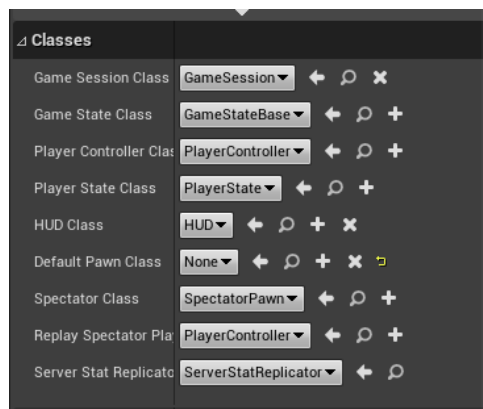 Classes
Game Session Class GameSession
Game State Class GameStateBase
Player Controller Clas PlayerController
Player State Class PlayerState
HUD Class HUD
Default Pawn Class None
Spectator Class SpectatorPawn
Replay Spectator Pla PlayerController
Server Stat Replicato ServerStatReplicator